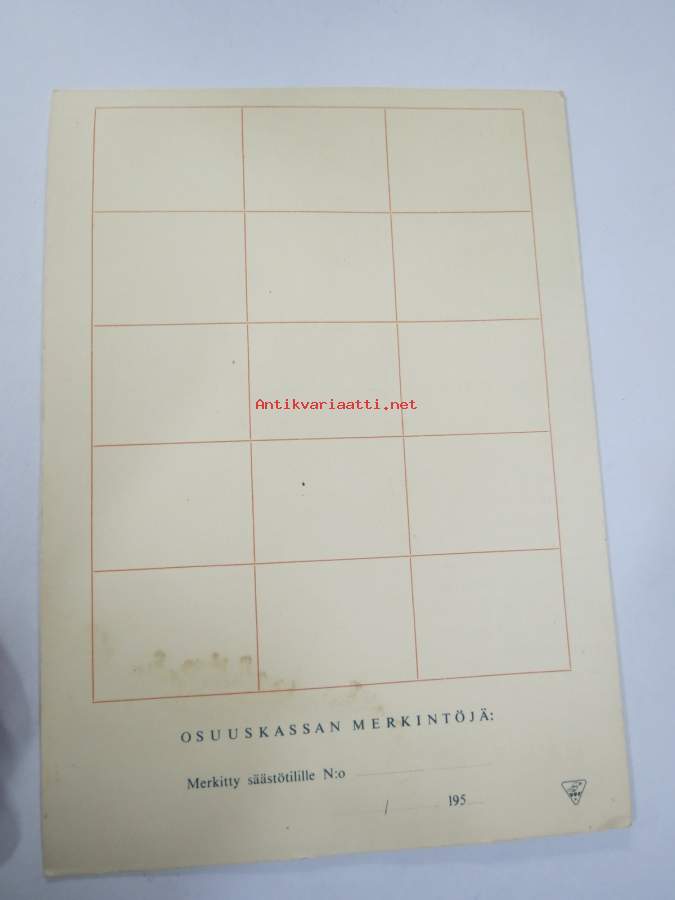 Antikvariaatti.net
OSUUSKASSAN MERKINTÖJÄ:
Merkitty säästötilille N:o
/ 195